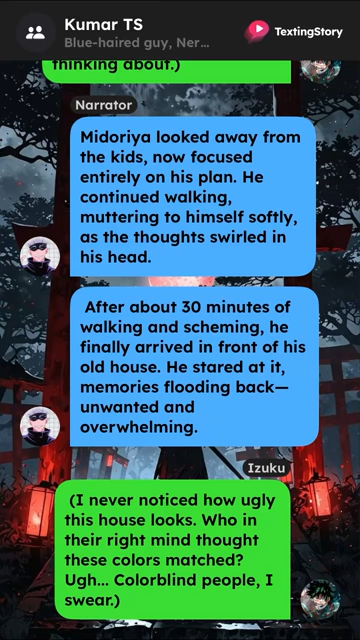 Kumar TS
Blue-haired guy, Ner...
TextingStory
thinking about.)
Narrator
Midoriya looked away from
the kids, now focused
entirely on his plan. He
continued walking,
muttering to himself softly,
as the thoughts swirled in
his head.
After about 30 minutes of
walking and scheming, he
finally arrived in front of his
old house. He stared at it,
memories flooding back—
unwanted and
overwhelming.
Izuku
(I never noticed how ugly
this house looks. Who in
their right mind thought
these colors matched?
Ugh... Colorblind people, I
swear.)